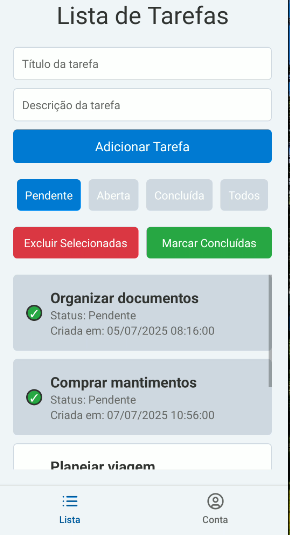 Lista de Tarefas
Título da tarefa
Descrição da tarefa
Adicionar Tarefa
Pendente
Aberta
Concluída
Todos
Excluir Selecionadas
Marcar Concluídas
Organizar documentos
Status: Pendente
Criada em: 05/07/2025 08:16:00
Comprar mantimentos
Status: Pendente
Criada em: 07/07/2025 10:56:00
Planejar viagem
Lista
Conta